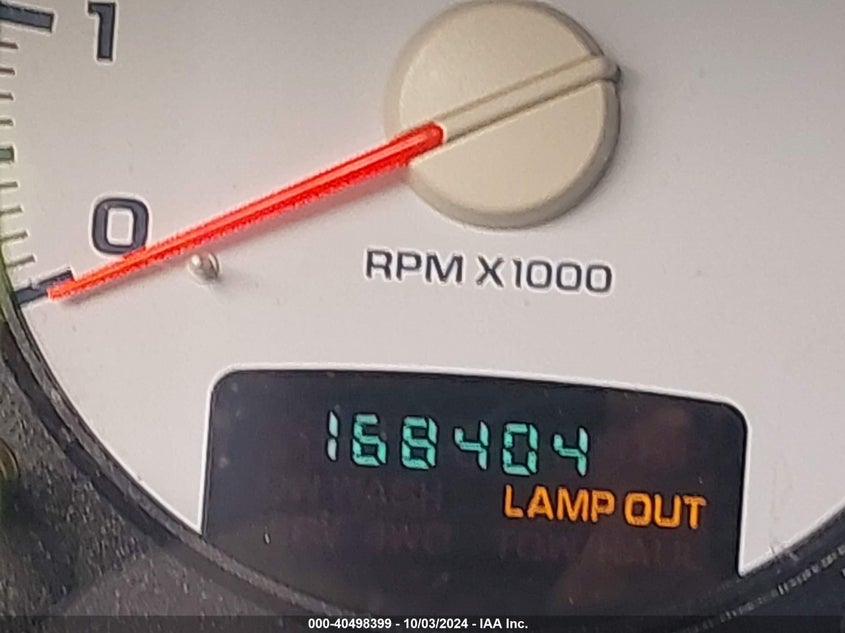 1
0
RPM X1000
168404
LAMP OUT
000-40498399 - 10/03/2024 - IAA Inc.